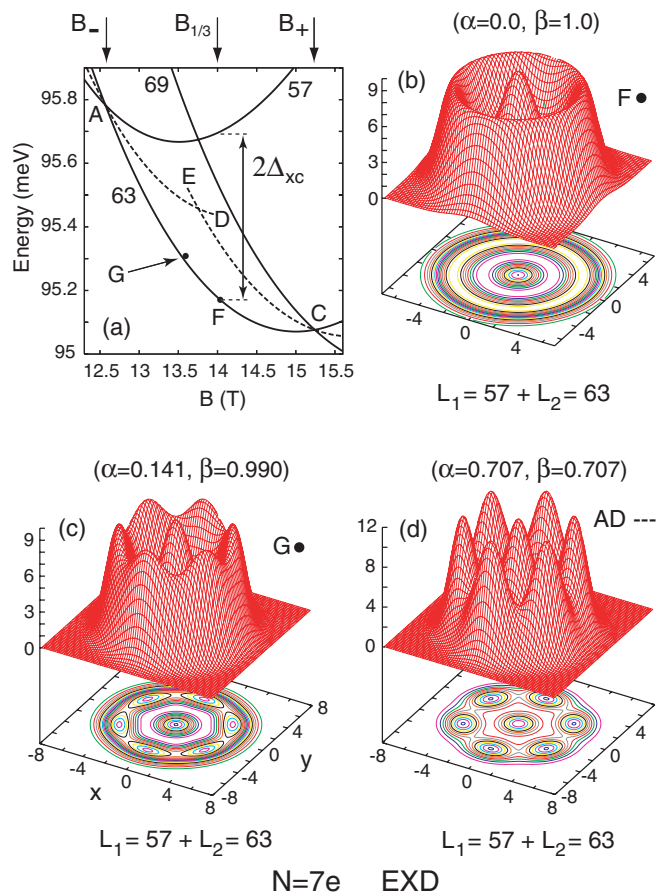 B- B1/3 B+
(α=0.0, β=1.0)
95.8
95.6
95.4
95.2
95
Energy (meV)
A
69
57
63
E
D
2Δxc
G
F
C
(a)
12.5 13 13.5 14 14.5 15 15.5
B (T)
(b)
F ●
9
6
3
0
-4 0 4
-4 0 4
L1= 57 + L2= 63
(α=0.141, β=0.990)
(c)
G ●
9
6
3
0
-8 -4 0 4 8
-8 -4 0 4 8
x
y
L1= 57 + L2= 63
(α=0.707, β=0.707)
(d)
AD ---
12
8
4
0
-8 -4 0 4 8
-8 -4 0 4 8
L1= 57 + L2= 63
N=7e EXD